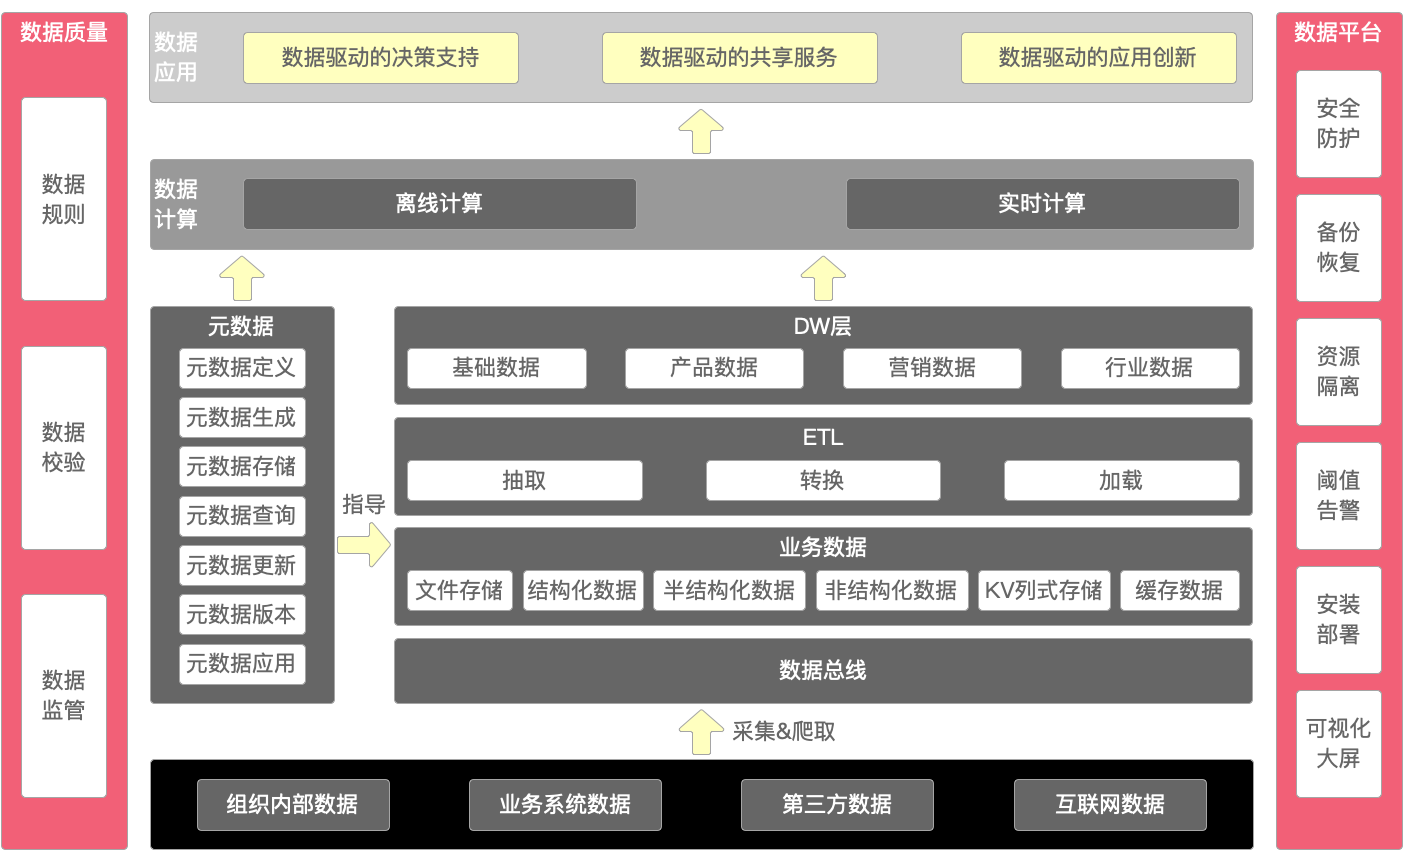 数据质量
数据
规则
数据
校验
数据
监管
数据
应用
数据驱动的决策支持
数据驱动的共享服务
数据驱动的应用创新
数据
计算
离线计算
实时计算
元数据
元数据定义
元数据生成
元数据存储
元数据查询
元数据更新
元数据版本
元数据应用
指导
DW层
基础数据
产品数据
营销数据
行业数据
ETL
抽取
转换
加载
业务数据
文件存储
结构化数据
半结构化数据
非结构化数据
KV列式存储
缓存数据
数据总线
采集&爬取
组织内部数据
业务系统数据
第三方数据
互联网数据
数据平台
安全
防护
备份
恢复
资源
隔离
阈值
告警
安装
部署
可视化
大屏